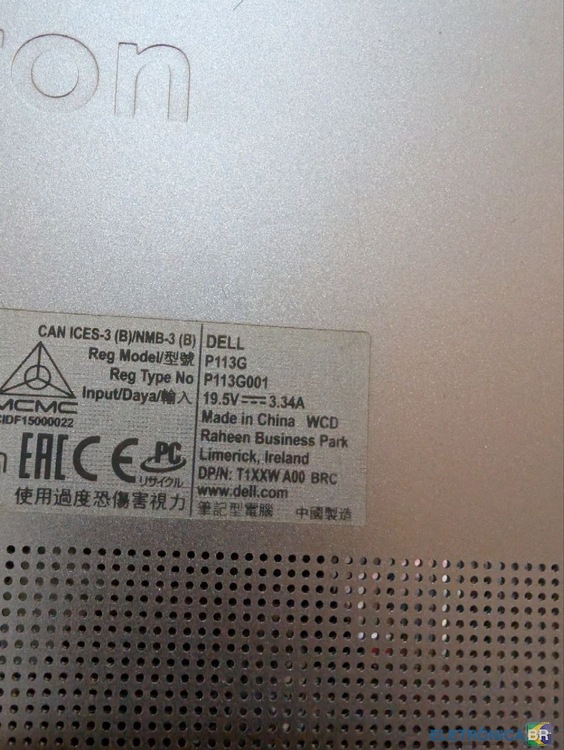 ron
CAN ICES-3 (B)/NMB-3 (B)
Reg Model/型號
Reg Type No
Input/Daya/輸入
MCMC
CIDF15000022
EAC CE PC
リサイクル
使用過度恐傷害視力
DELL
P113G
P113G001
19.5V⎓3.34A
Made in China WCD
Raheen Business Park
Limerick, Ireland
DP/N: T1XXW A00 BRC
www.dell.com
筆記型電腦 中國製造
ELETRONICABR